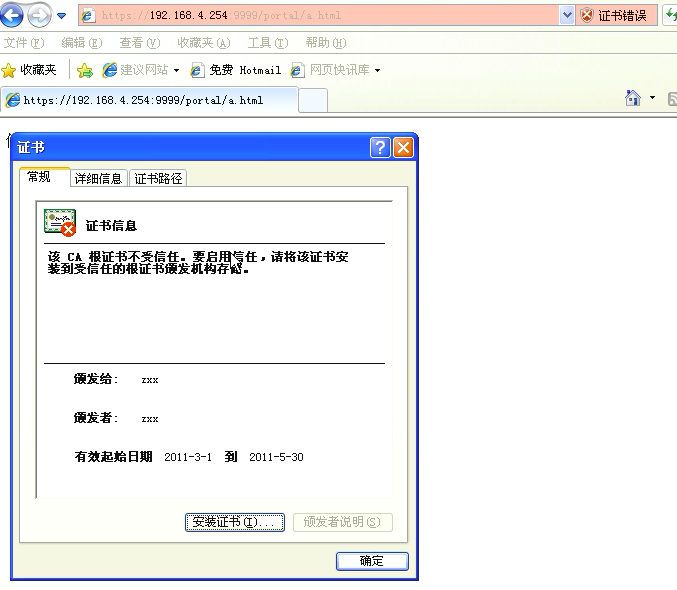 https://192.168.4.254:9999/portal/a.html 证书错误
文件(F) 编辑(E) 查看(V) 收藏夹(A) 工具(T) 帮助(H)
收藏夹 建议网站 免费 Hotmail 网页快讯库
https://192.168.4.254:9999/portal/a.html
证书
常规 详细信息 证书路径
证书信息
该 CA 根证书不受信任。要启用信任，请将该证书安
装到受信任的根证书颁发机构存储。
颁发给: zxx
颁发者: zxx
有效起始日期 2011-3-1 到 2011-5-30
安装证书(I)... 颁发者说明(S)
确定